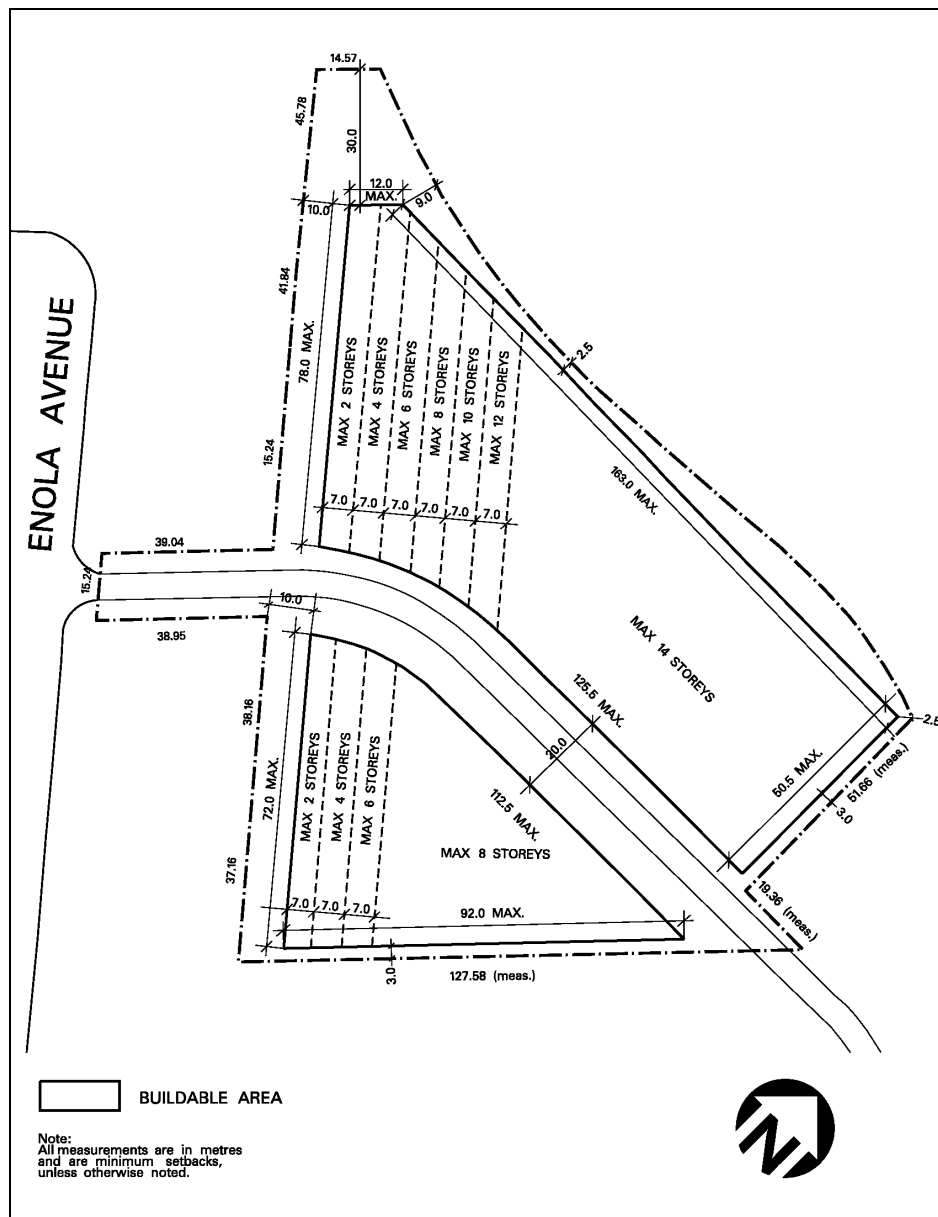 14.57
45.78
30.0
12.0
MAX.
9.0
10.0
41.84
78.0 MAX.
15.24
ENOLA AVENUE
MAX 2 STOREYS
MAX 4 STOREYS
MAX 6 STOREYS
MAX 8 STOREYS
MAX 10 STOREYS
MAX 12 STOREYS
2.5
163.0 MAX.
7.0
7.0
7.0
7.0
7.0
7.0
39.04
15.24
10.0
38.95
MAX 14 STOREYS
125.5 MAX.
20.0
112.5 MAX.
2.5
50.5 MAX.
51.66 (meas.)
3.0
19.36 (meas.)
38.16
72.0 MAX.
37.16
MAX 2 STOREYS
MAX 4 STOREYS
MAX 6 STOREYS
MAX 8 STOREYS
7.0
7.0
7.0
92.0 MAX.
3.0
127.58 (meas.)
BUILDABLE AREA
Note:
All measurements are in metres
and are minimum setbacks,
unless otherwise noted.
N